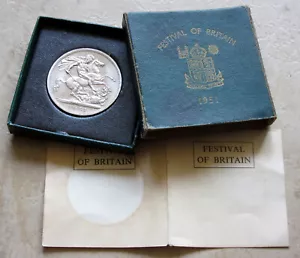 FESTIVAL OF BRITAIN
1951
FESTIVAL
OF BRITAIN
FESTIVAL
OF BRITAIN